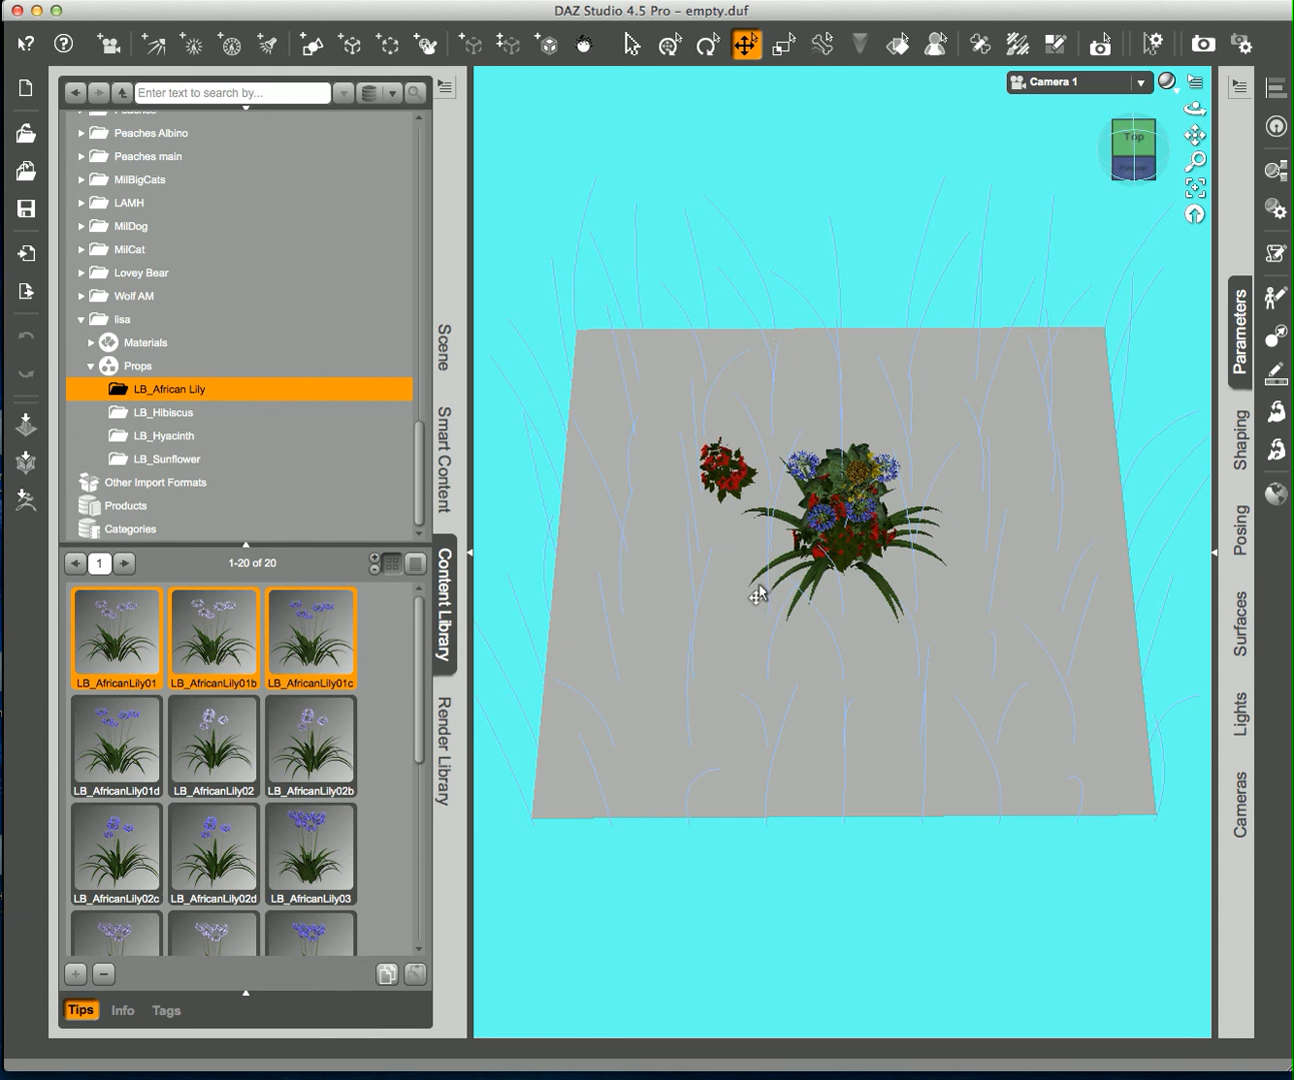 DAZ Studio 4.5 Pro - empty.duf
Enter text to search by...
Camera 1
Top
Peaches Albino
Peaches main
MilBigCats
LAMH
MilDog
MilCat
Lovey Bear
Wolf AM
lisa
Materials
Props
LB_African Lily
LB_Hibiscus
LB_Hyacinth
LB_Sunflower
Other Import Formats
Products
Categories
1
1-20 of 20
LB_AfricanLily01
LB_AfricanLily01b
LB_AfricanLily01c
LB_AfricanLily01d
LB_AfricanLily02
LB_AfricanLily02b
LB_AfricanLily02c
LB_AfricanLily02d
LB_AfricanLily03
Tips
Info
Tags
Scene
Smart Content
Content Library
Render Library
Parameters
Shaping
Posing
Surfaces
Lights
Cameras